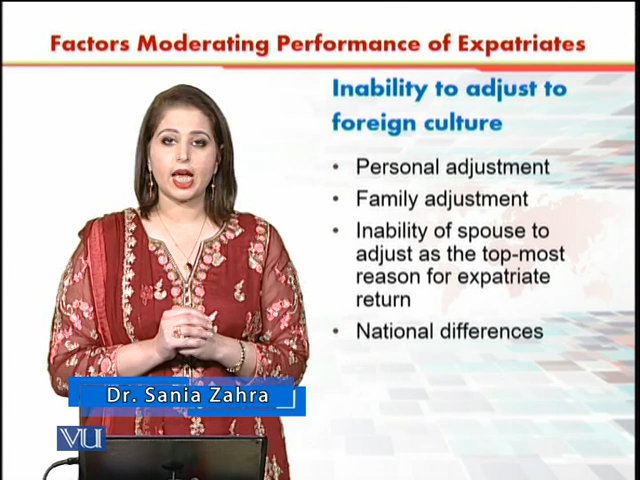 Factors Moderating Performance of Expatriates
Inability to adjust to
foreign culture
• Personal adjustment
• Family adjustment
• Inability of spouse to
adjust as the top-most
reason for expatriate
return
• National differences
Dr. Sania Zahra
VU